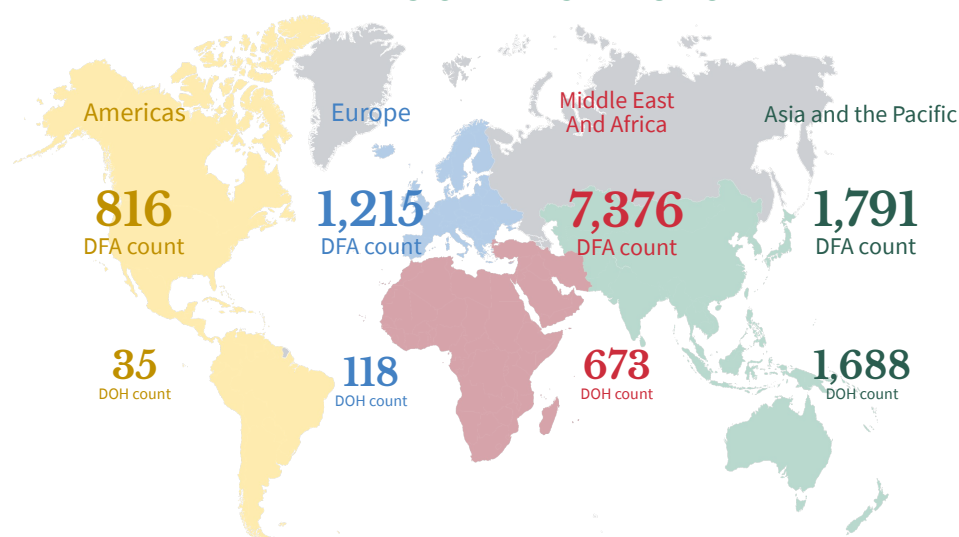 Americas
816
DFA count
35
DOH count
Europe
1,215
DFA count
118
DOH count
Middle East
And Africa
7,376
DFA count
673
DOH count
Asia and the Pacific
1,791
DFA count
1,688
DOH count